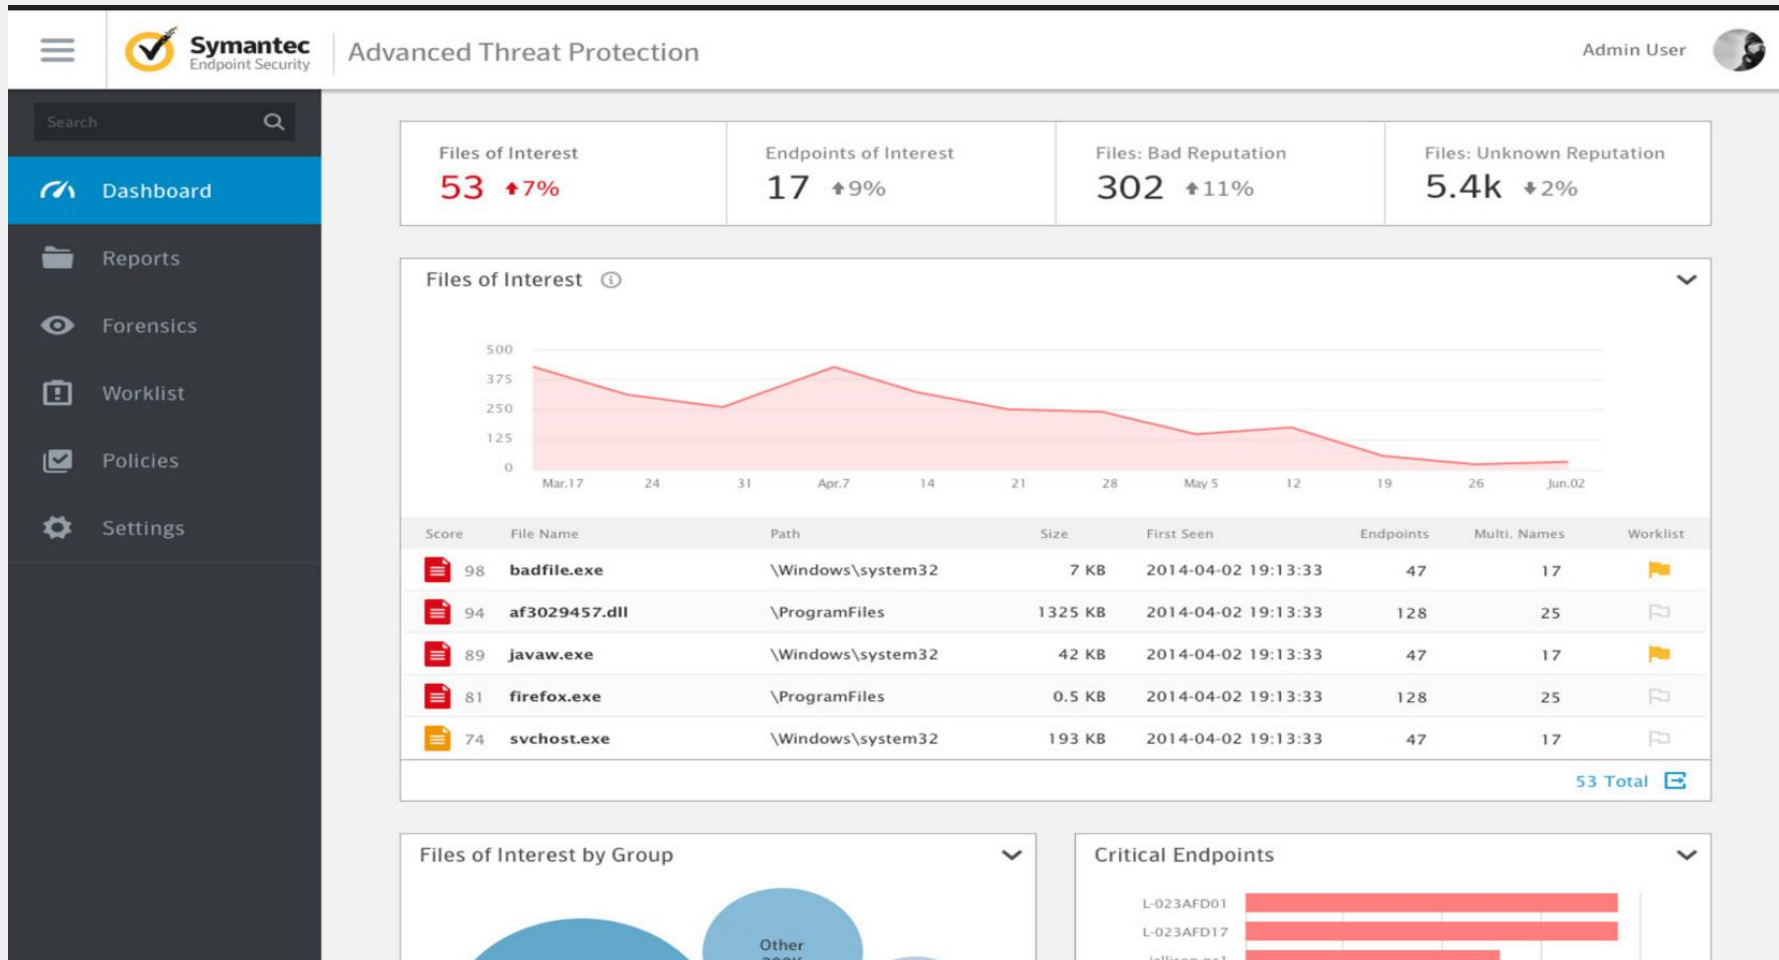 Symantec
Endpoint Security
Advanced Threat Protection
Admin User
Search
Dashboard
Reports
Forensics
Worklist
Policies
Settings
Files of Interest
53 7%
Endpoints of Interest
17 9%
Files: Bad Reputation
302 11%
Files: Unknown Reputation
5.4k 2%
Files of Interest
500
375
250
125
0
Mar.17 24 31 Apr.7 14 21 28 May 5 12 19 26 Jun.02
Score File Name Path Size First Seen Endpoints Multi. Names Worklist
98 badfile.exe \Windows\system32 7 KB 2014-04-02 19:13:33 47 17
94 af3029457.dll \ProgramFiles 1325 KB 2014-04-02 19:13:33 128 25
89 javaw.exe \Windows\system32 42 KB 2014-04-02 19:13:33 47 17
81 firefox.exe \ProgramFiles 0.5 KB 2014-04-02 19:13:33 128 25
74 svchost.exe \Windows\system32 193 KB 2014-04-02 19:13:33 47 17
53 Total
Files of Interest by Group
Other
Critical Endpoints
L-023AFD01
L-023AFD17